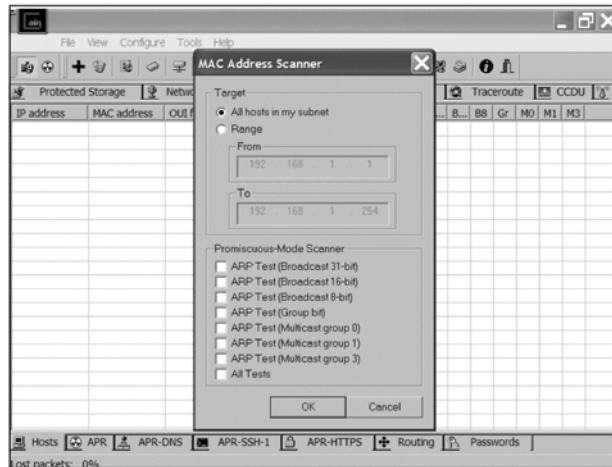 ain
File View Configure Tools Help
Protected Storage Netwo Traceroute CCDU
IP address MAC address OUI f ... B... B8 Gr M0 M1 M3
MAC Address Scanner
Target
All hosts in my subnet
Range
From
192 . 168 . 1 . 1
To
192 . 168 . 1 . 254
Promiscuous-Mode Scanner
ARP Test (Broadcast 31-bit)
ARP Test (Broadcast 16-bit)
ARP Test (Broadcast 8-bit)
ARP Test (Group bit)
ARP Test (Multicast group 0)
ARP Test (Multicast group 1)
ARP Test (Multicast group 3)
All Tests
OK Cancel
Hosts APR APR-DNS APR-SSH-1 APR-HTTPS Routing Passwords
Lost packets: 0%